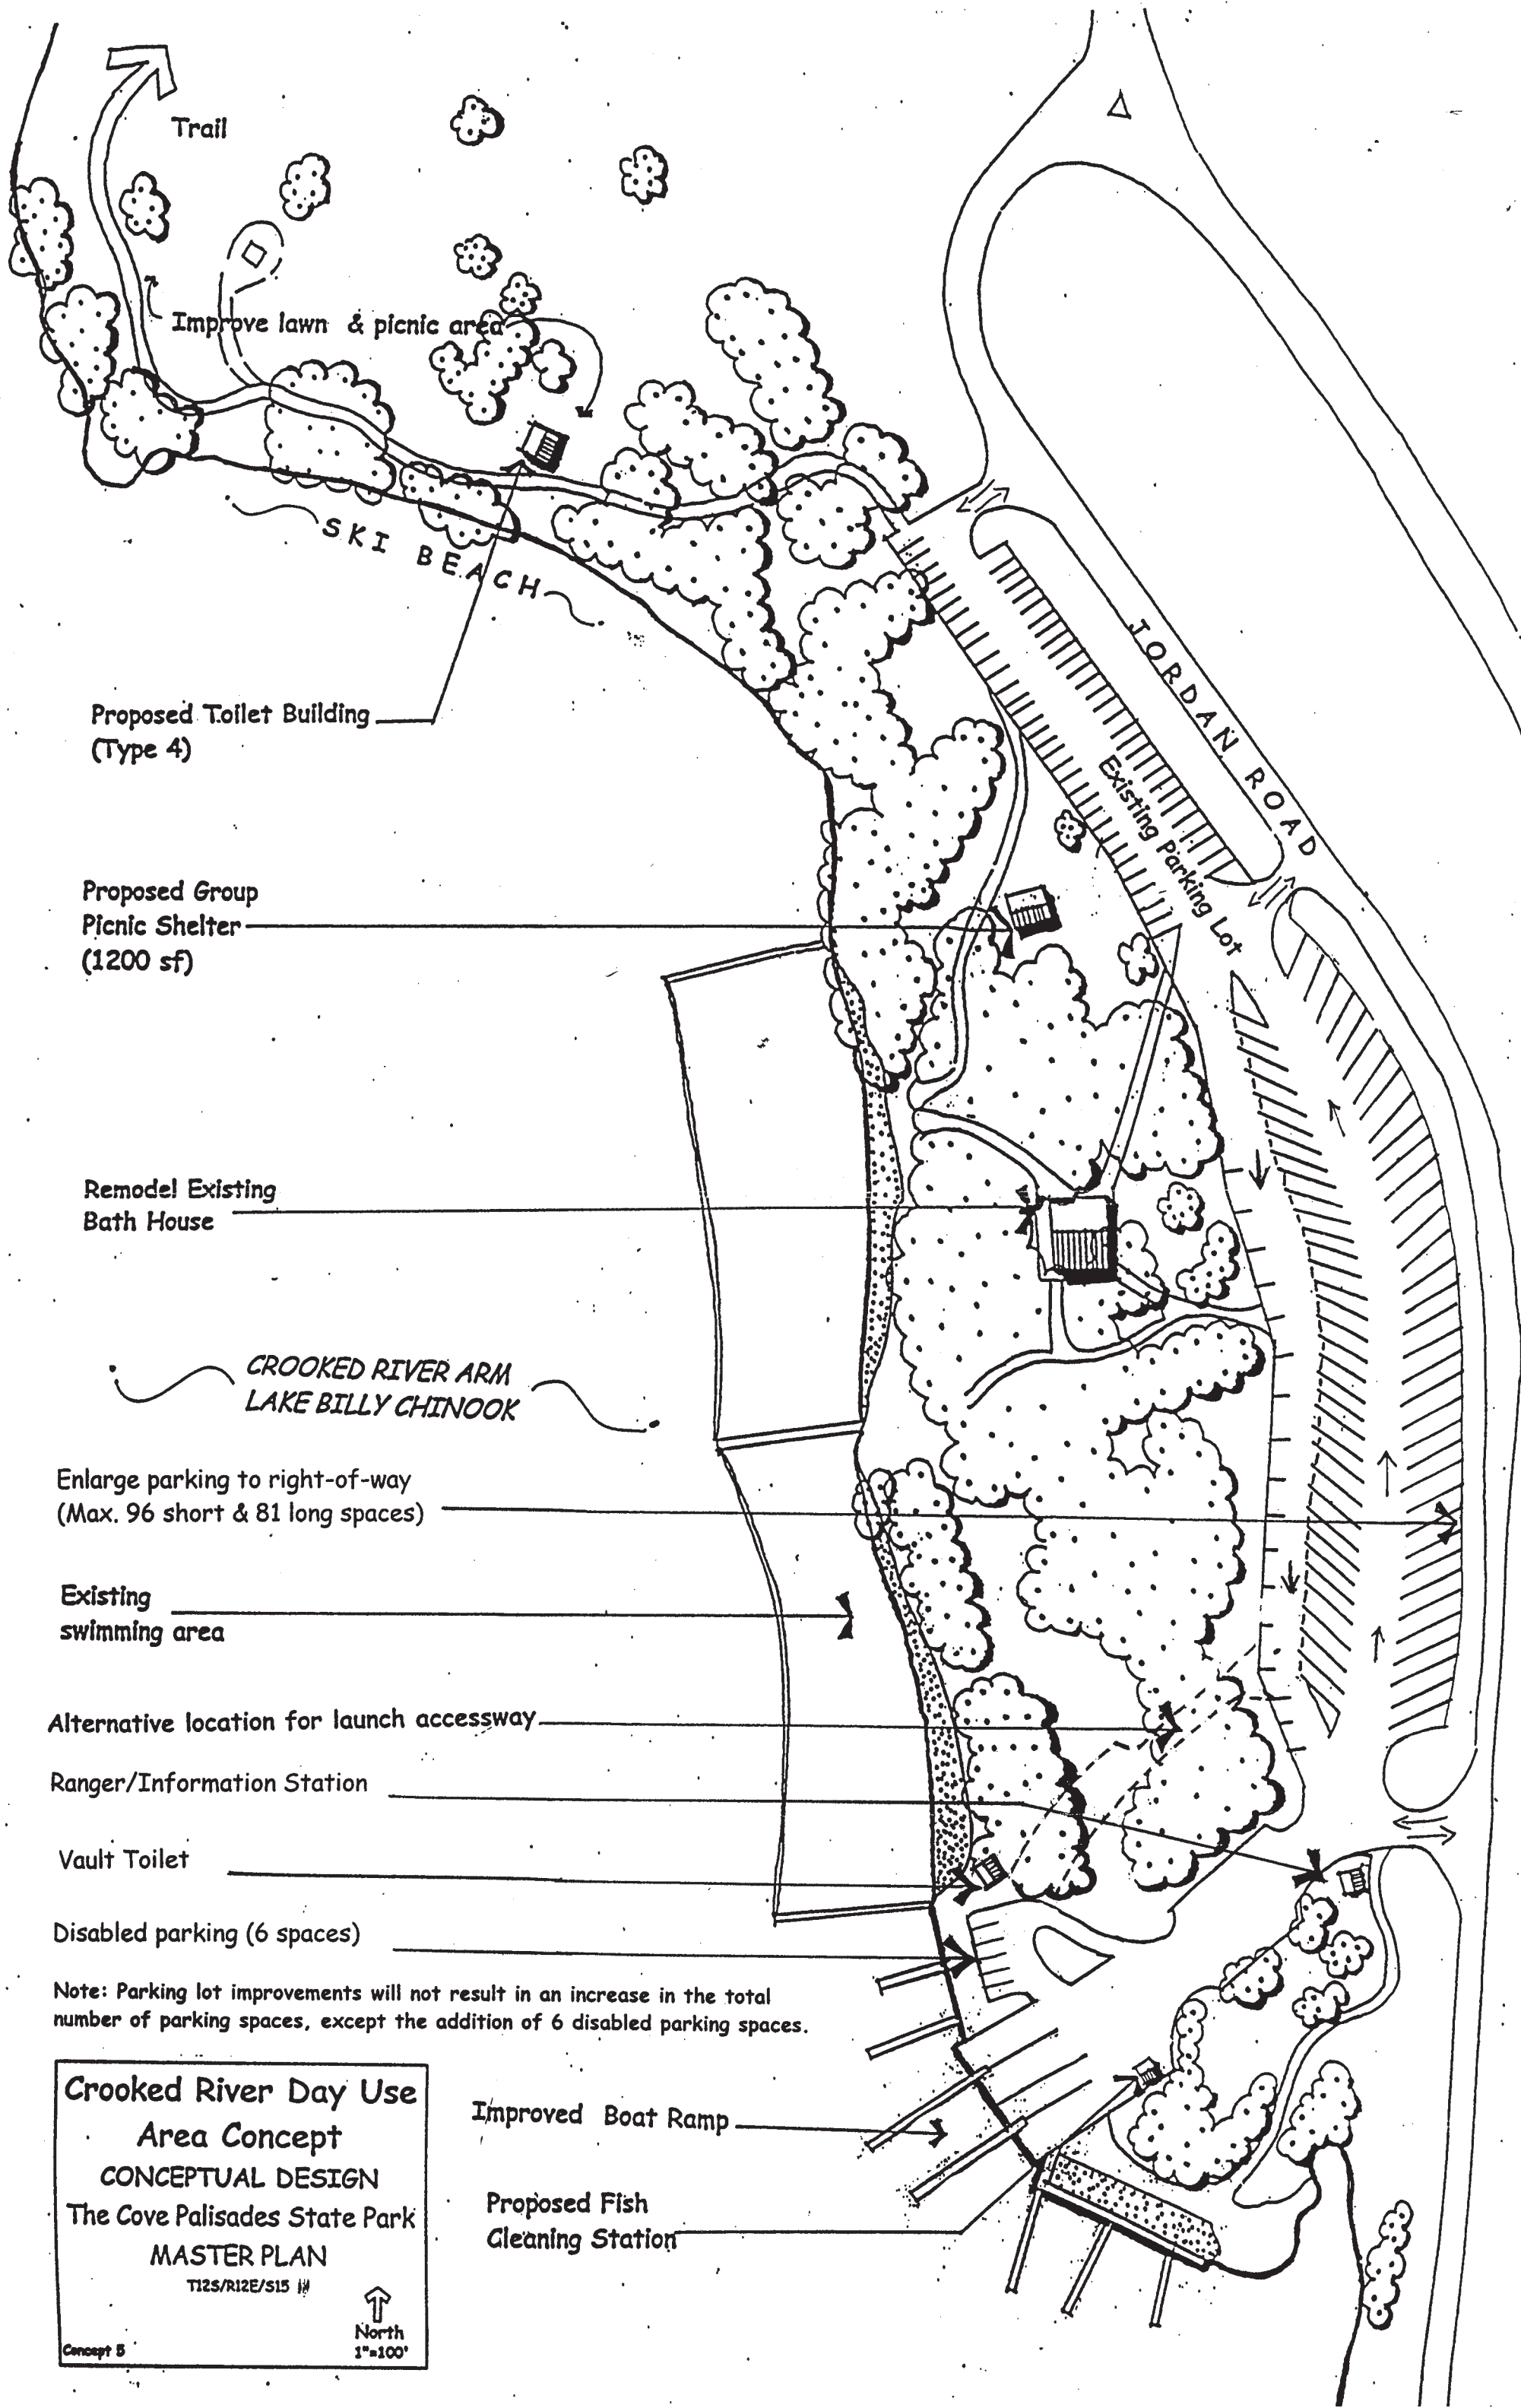 Trail
Improve lawn & picnic area
SKI BEACH
Proposed Toilet Building
(Type 4)
JORDAN ROAD
Existing Parking Lot
Proposed Group
Picnic Shelter
(1200 sf)
Remodel Existing
Bath House
CROOKED RIVER ARM
LAKE BILLY CHINOOK
Enlarge parking to right-of-way
(Max. 96 short & 81 long spaces)
Existing
swimming area
Alternative location for launch accessway
Ranger/Information Station
Vault Toilet
Disabled parking (6 spaces)
Note: Parking lot improvements will not result in an increase in the total
number of parking spaces, except the addition of 6 disabled parking spaces.
Improved Boat Ramp
Proposed Fish
Cleaning Station
Crooked River Day Use
Area Concept
CONCEPTUAL DESIGN
The Cove Palisades State Park
MASTER PLAN
T12S/R12E/S15
North
1"=100'
Concept 5